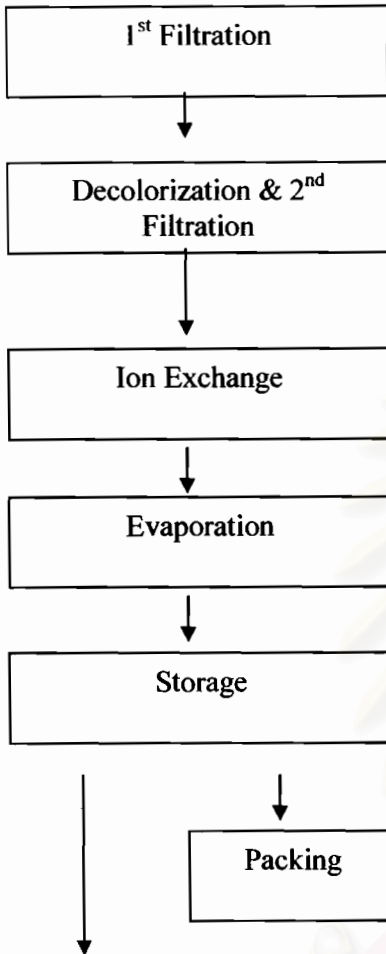 1st Filtration
Decolorization & 2nd
Filtration
Ion Exchange
Evaporation
Storage
Packing